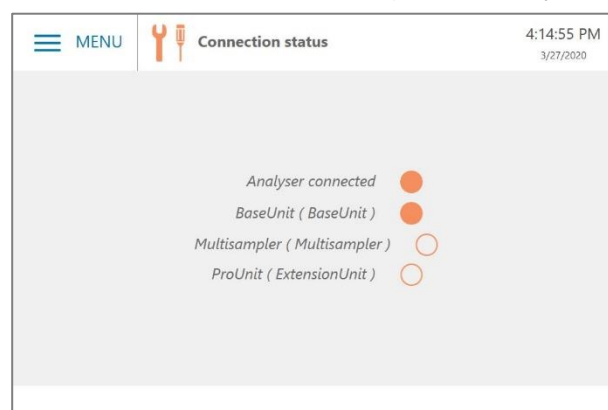 MENU
Connection status
4:14:55 PM
3/27/2020
Analyser connected
BaseUnit ( BaseUnit )
Multisampler ( Multisampler )
ProUnit ( ExtensionUnit )